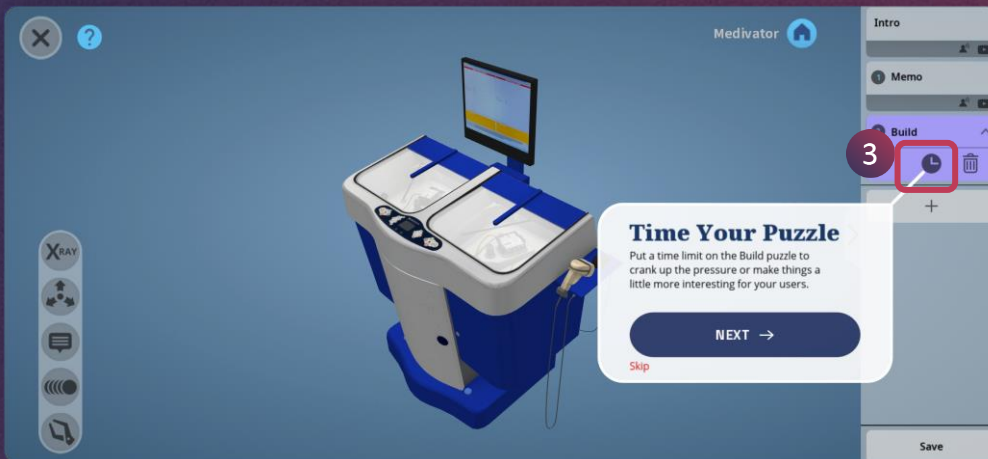 ?
Medivator
Intro
1 Memo
Build
3
+
Time Your Puzzle
Put a time limit on the Build puzzle to
crank up the pressure or make things a
little more interesting for your users.
NEXT →
Skip
XRAY
Save